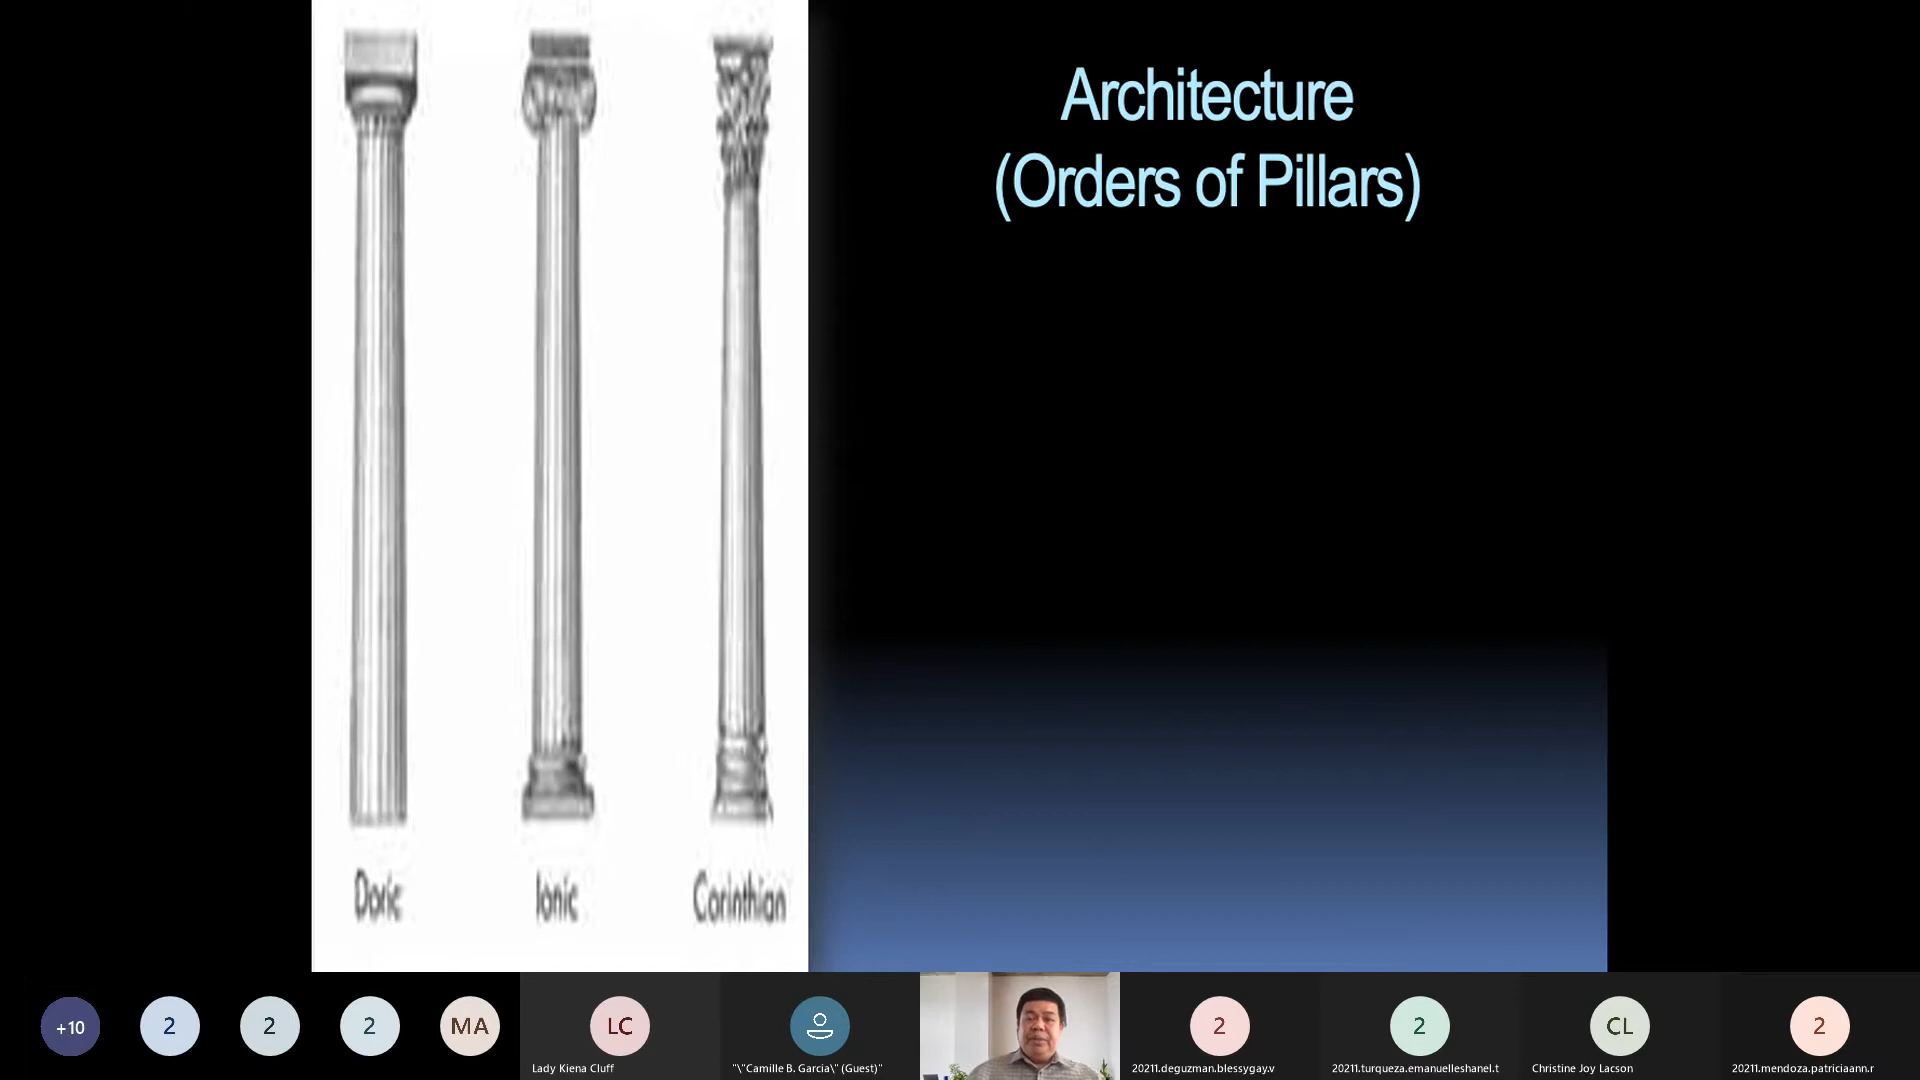 Architecture
(Orders of Pillars)
Doric
Ionic
Corinthian
+10
2
2
2
MA
LC
2
2
CL
2
Lady Kiena Cluff
"\"Camille B. Garcia\" (Guest)"
20211.deguzman.blessygay.v
20211.turqueza.emanuelleshanel.t
Christine Joy Lacson
20211.mendoza.patriciaann.r